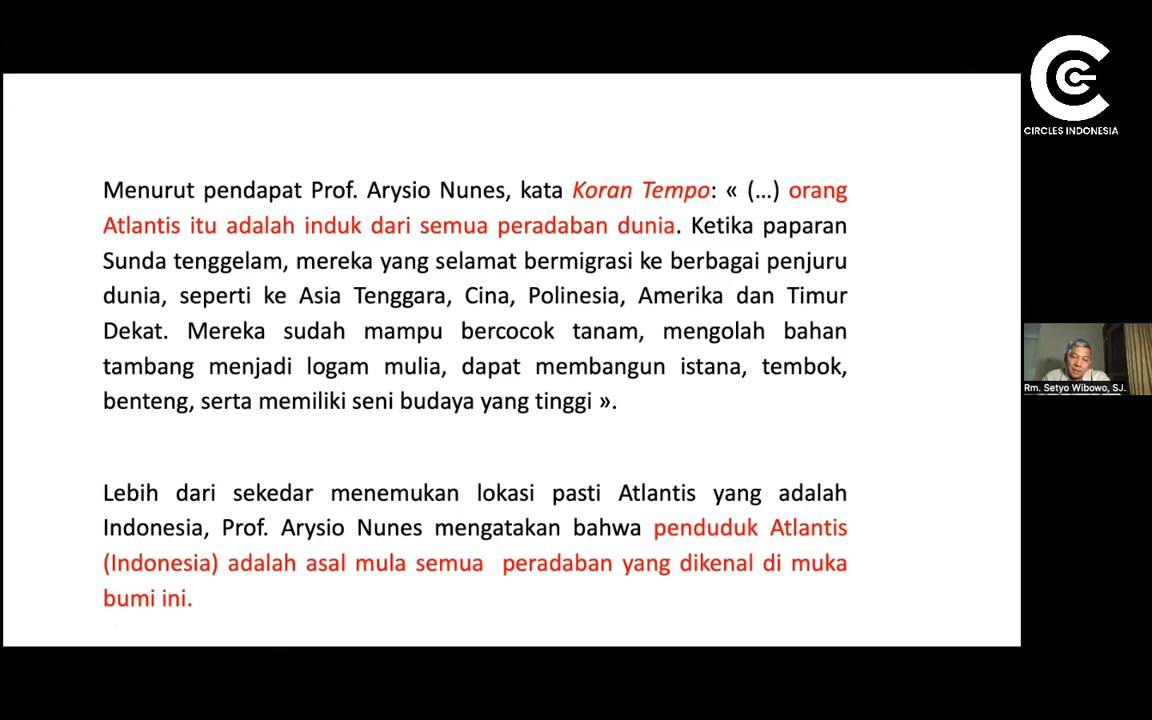 CIRCLES INDONESIA
Menurut pendapat Prof. Arysio Nunes, kata Koran Tempo: « (...) orang
Atlantis itu adalah induk dari semua peradaban dunia. Ketika paparan
Sunda tenggelam, mereka yang selamat bermigrasi ke berbagai penjuru
dunia, seperti ke Asia Tenggara, Cina, Polinesia, Amerika dan Timur
Dekat. Mereka sudah mampu bercocok tanam, mengolah bahan
tambang menjadi logam mulia, dapat membangun istana, tembok,
benteng, serta memiliki seni budaya yang tinggi ».
Lebih dari sekedar menemukan lokasi pasti Atlantis yang adalah
Indonesia, Prof. Arysio Nunes mengatakan bahwa penduduk Atlantis
(Indonesia) adalah asal mula semua peradaban yang dikenal di muka
bumi ini.
Rm. Setyo Wibowo, SJ.